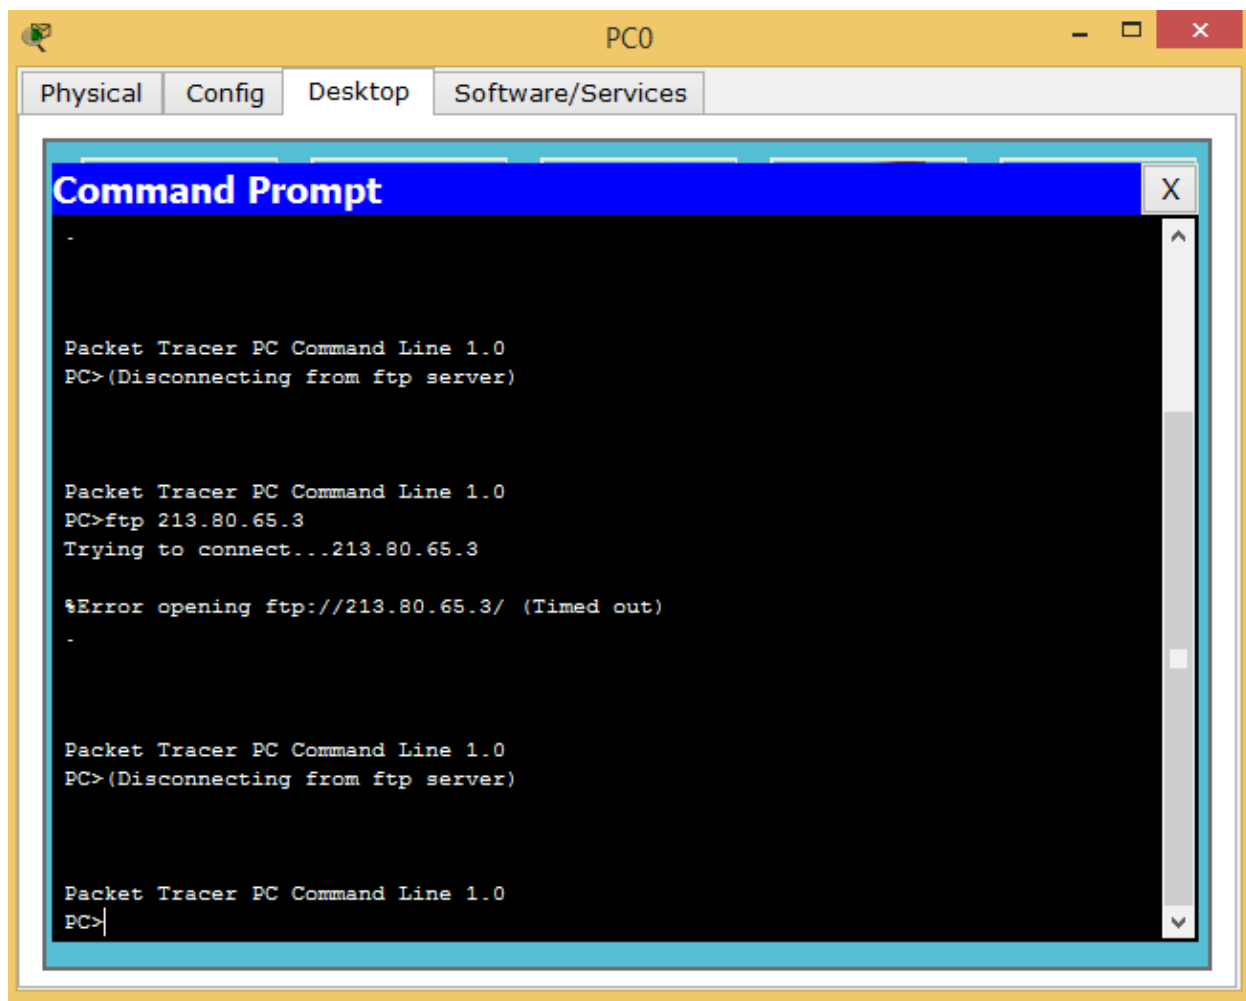 PC0
Physical Config Desktop Software/Services
Command Prompt X
-
Packet Tracer PC Command Line 1.0
PC>(Disconnecting from ftp server)
Packet Tracer PC Command Line 1.0
PC>ftp 213.80.65.3
Trying to connect...213.80.65.3
%Error opening ftp://213.80.65.3/ (Timed out)
-
Packet Tracer PC Command Line 1.0
PC>(Disconnecting from ftp server)
Packet Tracer PC Command Line 1.0
PC>